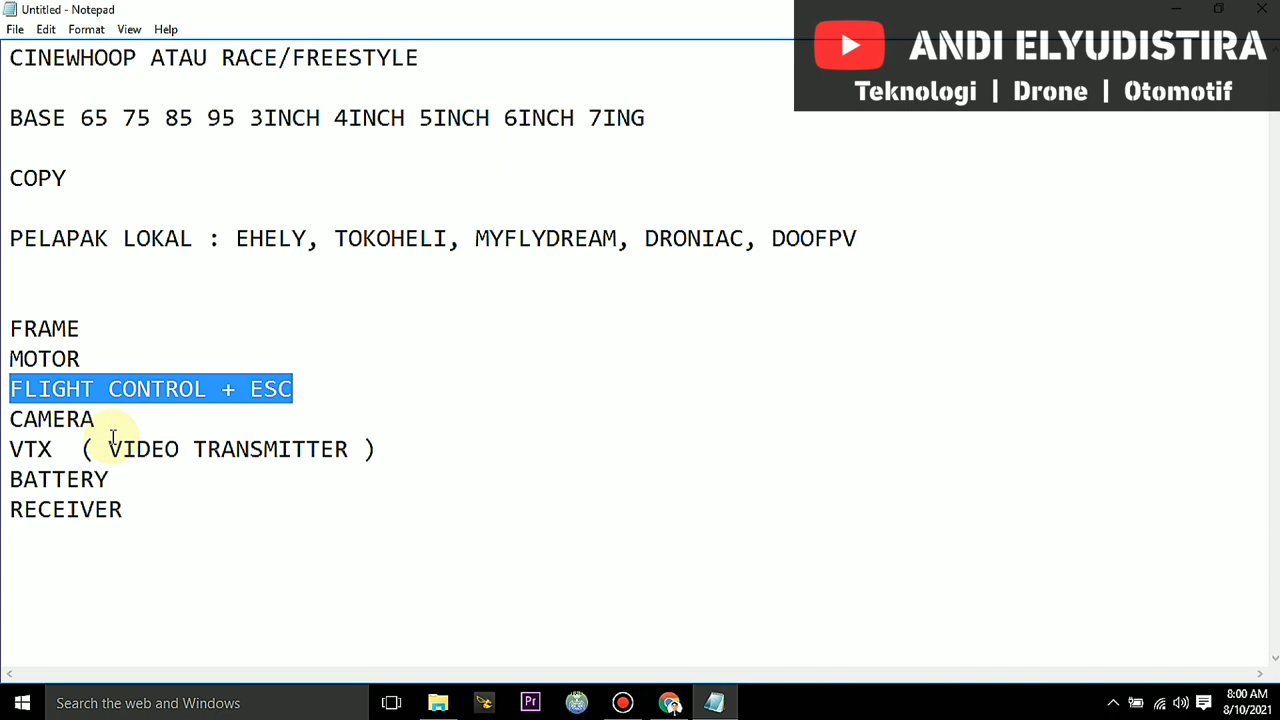 Untitled - Notepad
File Edit Format View Help
ANDI ELYUDISTIRA
Teknologi | Drone | Otomotif
CINEWHOOP ATAU RACE/FREESTYLE
BASE 65 75 85 95 3INCH 4INCH 5INCH 6INCH 7ING
COPY
PELAPAK LOKAL : EHELY, TOKOHELI, MYFLYDREAM, DRONIAC, DOOFPV
FRAME
MOTOR
FLIGHT CONTROL + ESC
CAMERA
VTX ( VIDEO TRANSMITTER )
BATTERY
RECEIVER
Search the web and Windows
Pr
8:00 AM
8/10/2021